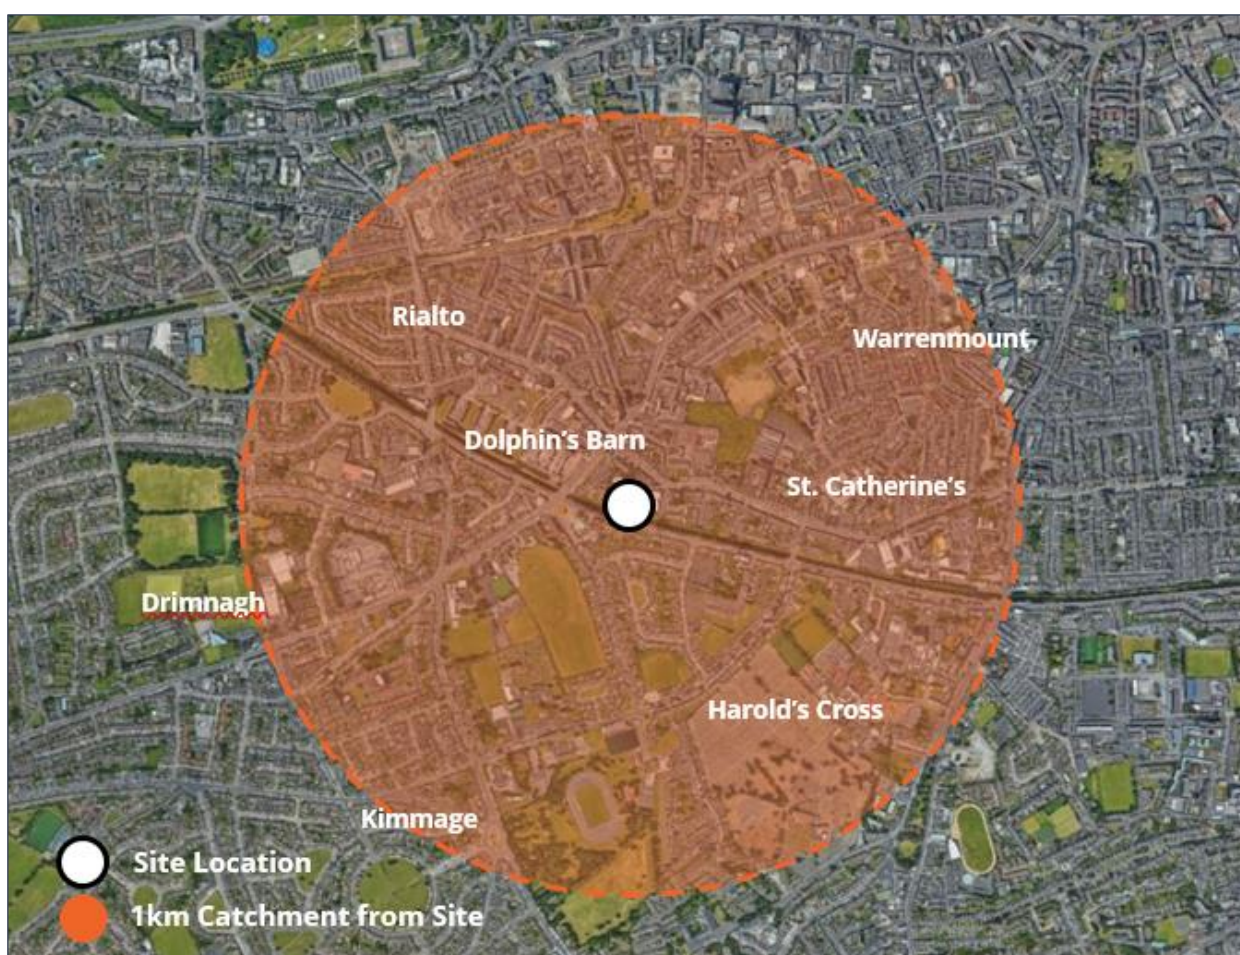 Rialto
Warrenmount
Dolphin's Barn
St. Catherine's
Drimnagh
Harold's Cross
Kimmage
Site Location
1km Catchment from Site